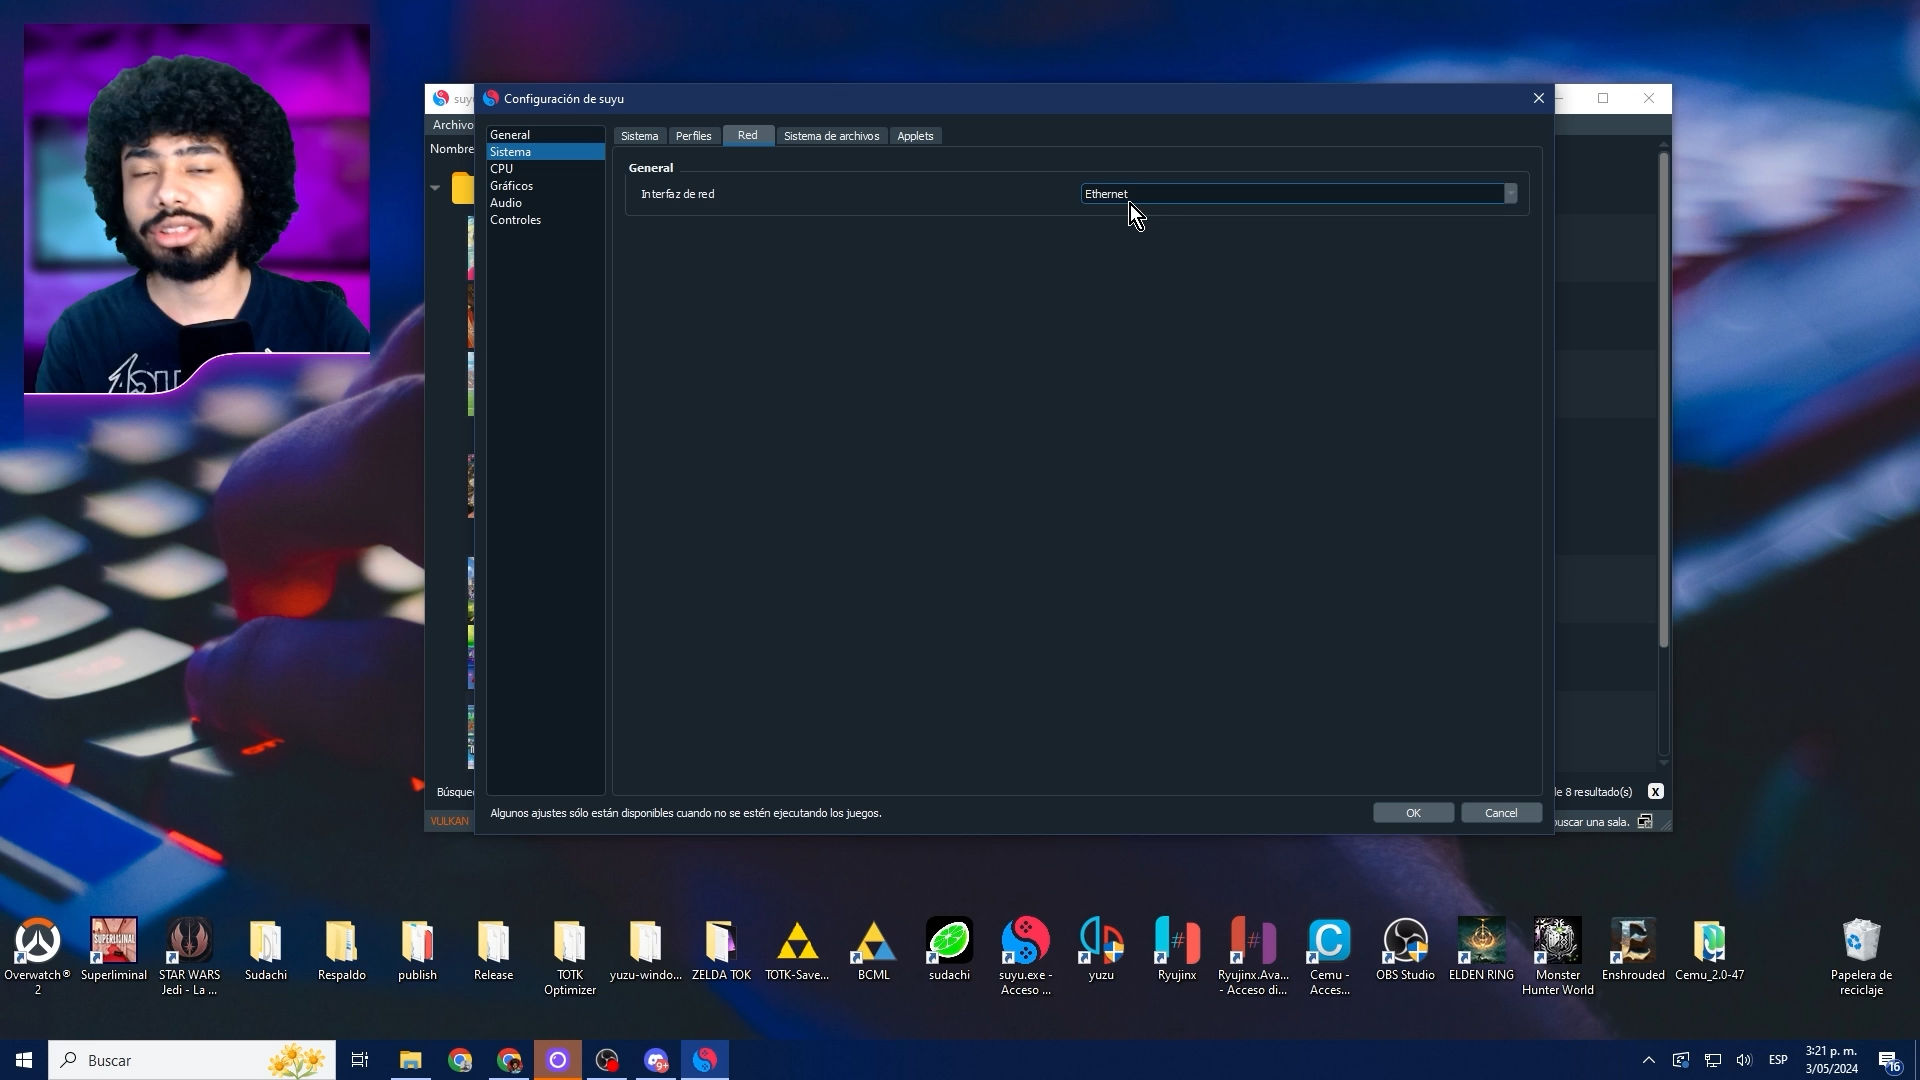 suyu
Configuración de suyu
Archivo
Nombre
General
Sistema
CPU
Gráficos
Audio
Controles
Sistema
Perfiles
Red
Sistema de archivos
Applets
General
Interfaz de red
Ethernet
Algunos ajustes sólo están disponibles cuando no se estén ejecutando los juegos.
OK
Cancel
de 8 resultado(s)
X
VULKAN
buscar una sala.
Overwatch® 2
SUPERLIMINAL
Superliminal
STAR WARS
Jedi - La ...
Sudachi
Respaldo
publish
Release
TOTK
Optimizer
yuzu-windo...
ZELDA TOK
TOTK-Save...
BCML
sudachi
suyu.exe -
Acceso ...
yuzu
Ryujinx
Ryujinx.Ava...
- Acceso di...
Cemu -
Acces...
OBS Studio
ELDEN RING
Monster
Hunter World
Enshrouded
Cemu_2.0-47
Papelera de
reciclaje
Buscar
9+
ESP
3:21 p. m.
3/05/2024
16